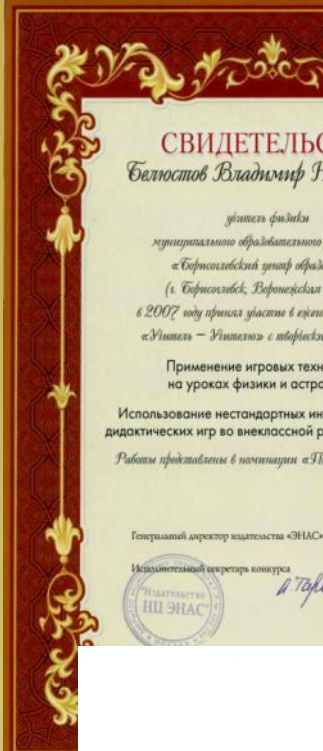 СВИДЕТЕЛЬС
Белюстов Владимир Н
учитель физики
муниципального образовательного
«Борисоглебский центр образ
(г. Борисоглебск, Воронежская
в 2007 году принял участие в ежего
«Учитель — Учителю» с творчески
Применение игровых техн
на уроках физики и астро
Использование нестандартных ин
дидактических игр во внеклассной р
Работы представлены в номинации «П
Генеральный директор издательства «ЭНАС»
Исполнительный секретарь конкурса
"Издательство
НЦ ЭНАС"